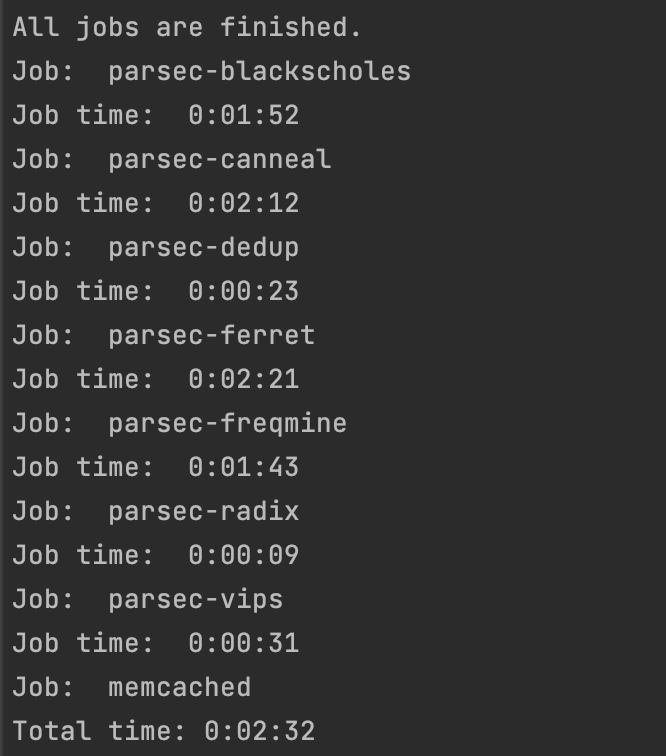 All jobs are finished.
Job:  parsec-blackscholes
Job time:  0:01:52
Job:  parsec-canneal
Job time:  0:02:12
Job:  parsec-dedup
Job time:  0:00:23
Job:  parsec-ferret
Job time:  0:02:21
Job:  parsec-freqmine
Job time:  0:01:43
Job:  parsec-radix
Job time:  0:00:09
Job:  parsec-vips
Job time:  0:00:31
Job:  memcached
Total time: 0:02:32